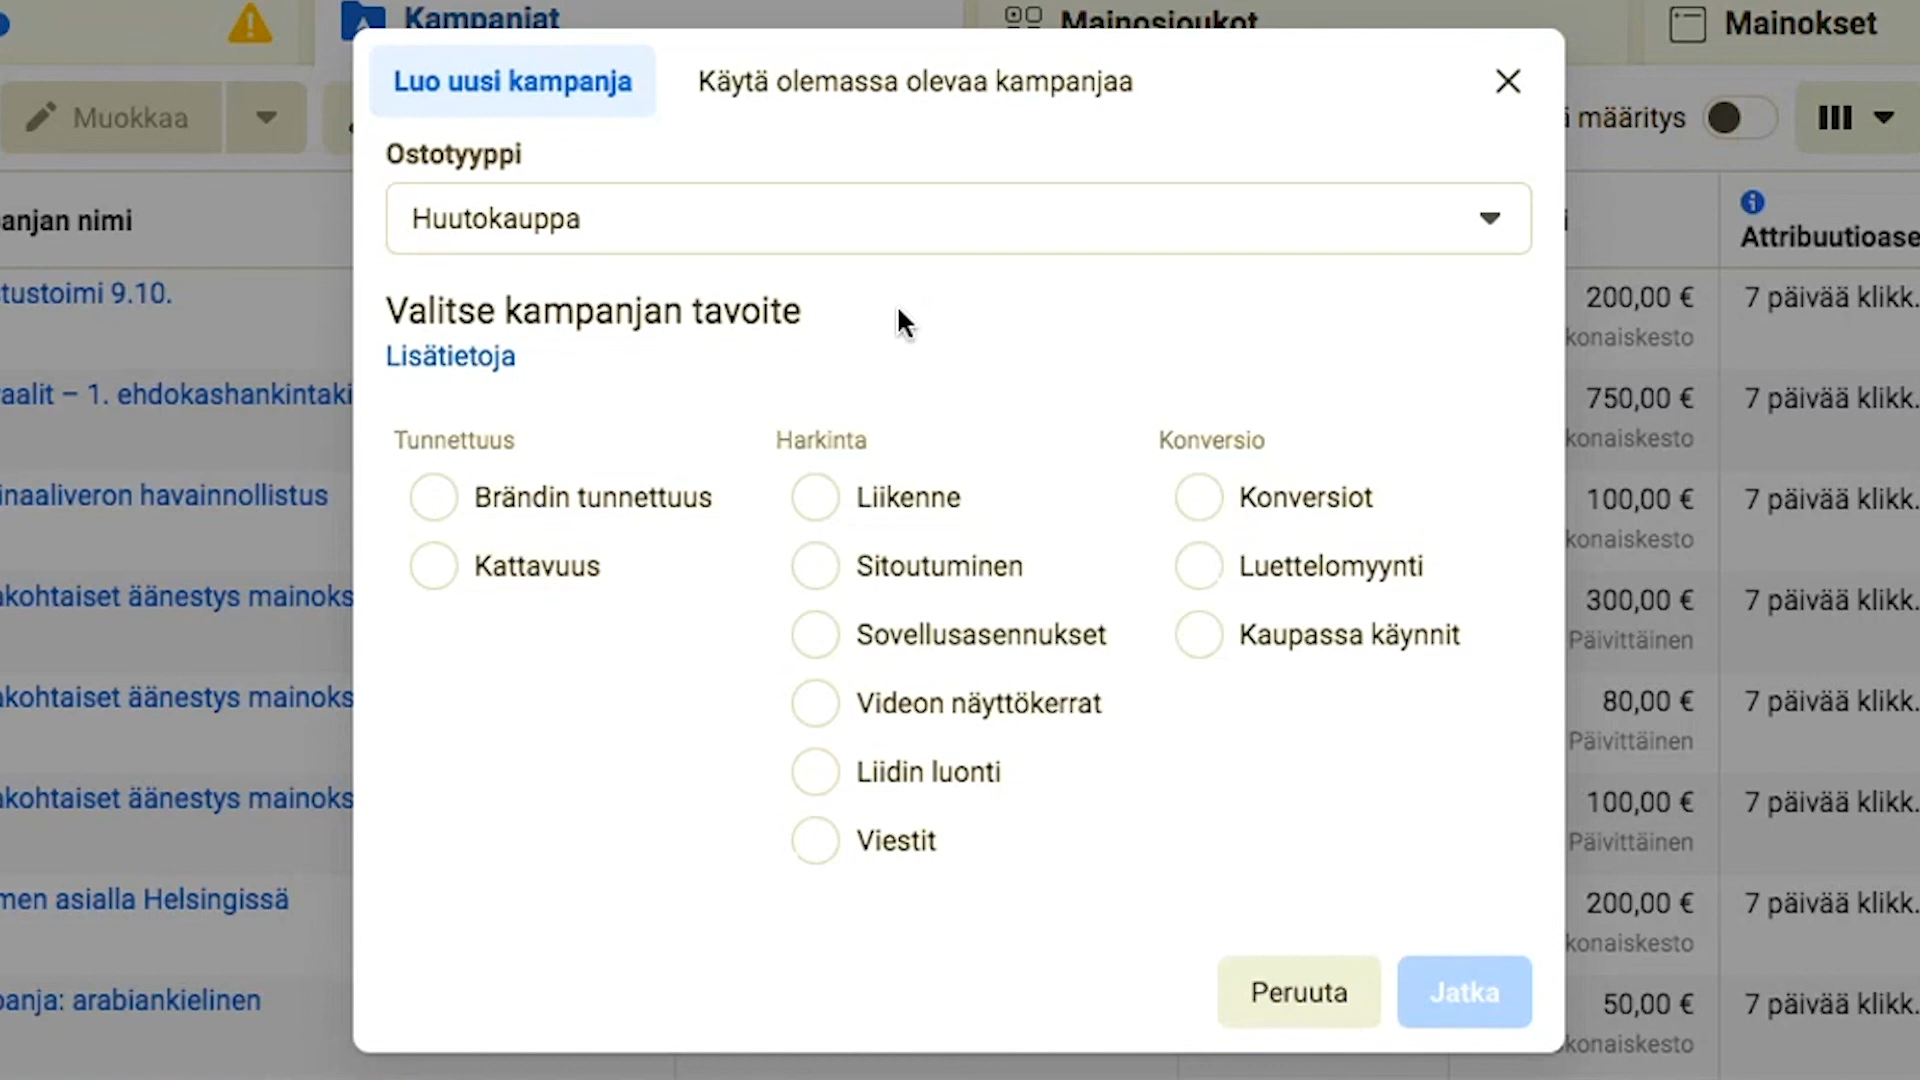 Kampanjat
Mainosjoukot
Mainokset
Luo uusi kampanja
Käytä olemassa olevaa kampanjaa
Muokkaa
määritys
Ostotyyppi
Huutokauppa
anjan nimi
Attribuutioase
Valitse kampanjan tavoite
Lisätietoja
tustoimi 9.10.
200,00 €
7 päivää klikk.
konaiskesto
aalit – 1. ehdokashankintaki
750,00 €
7 päivää klikk.
konaiskesto
Tunnettuus
Harkinta
Konversio
Brändin tunnettuus
Liikenne
Konversiot
inaaliveron havainnollistus
100,00 €
7 päivää klikk.
konaiskesto
Kattavuus
Sitoutuminen
Luettelomyynti
akohtaiset äänestys mainoks
300,00 €
7 päivää klikk.
Päivittäinen
Sovellusasennukset
Kaupassa käynnit
akohtaiset äänestys mainoks
Videon näyttökerrat
80,00 €
7 päivää klikk.
Päivittäinen
Liidin luonti
akohtaiset äänestys mainoks
100,00 €
7 päivää klikk.
Päivittäinen
Viestit
men asialla Helsingissä
200,00 €
7 päivää klikk.
konaiskesto
panja: arabiankielinen
Peruuta
Jatka
50,00 €
7 päivää klikk.
konaiskesto